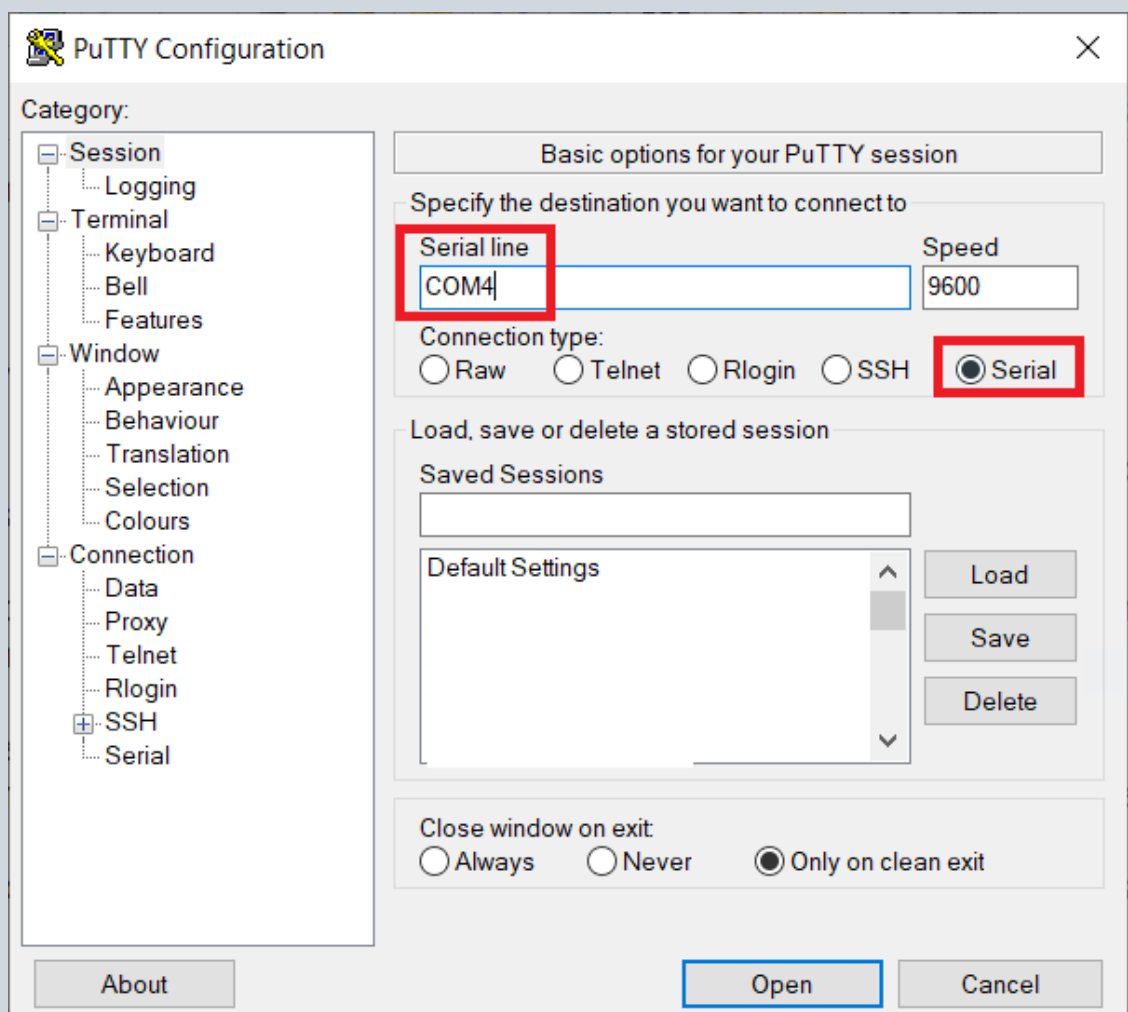 PuTTY Configuration
Category:
Session
Logging
Terminal
Keyboard
Bell
Features
Window
Appearance
Behaviour
Translation
Selection
Colours
Connection
Data
Proxy
Telnet
Rlogin
SSH
Serial
Basic options for your PuTTY session
Specify the destination you want to connect to
Serial line Speed
COM4 9600
Connection type:
Raw Telnet Rlogin SSH Serial
Load, save or delete a stored session
Saved Sessions
Default Settings
Load
Save
Delete
Close window on exit:
Always Never Only on clean exit
About Open Cancel